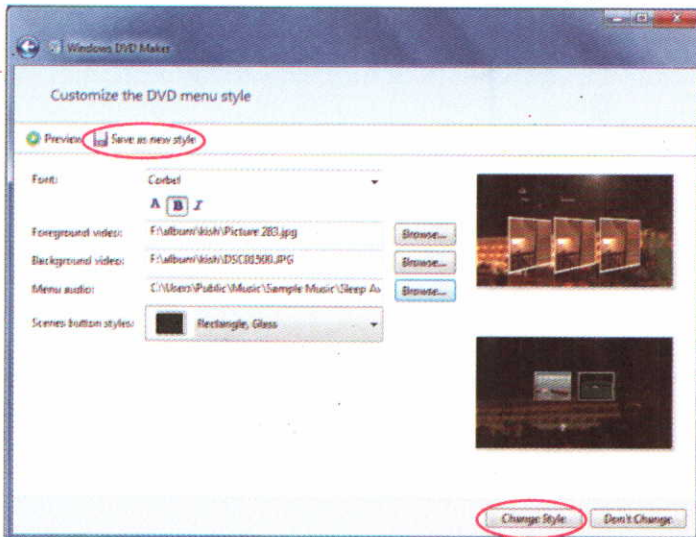 Windows DVD Maker
Customize the DVD menu style
Preview Save as new style
Font: Corbel
A B I
Foreground video: F:\album\kish\Picture 283.jpg Browse...
Background video: F:\album\kish\DSC01500.JPG Browse...
Menu audio: C:\Users\Public\Music\Sample Music\Sleep Aw Browse...
Scenes button styles: Rectangle, Glass
Change Style Don't Change